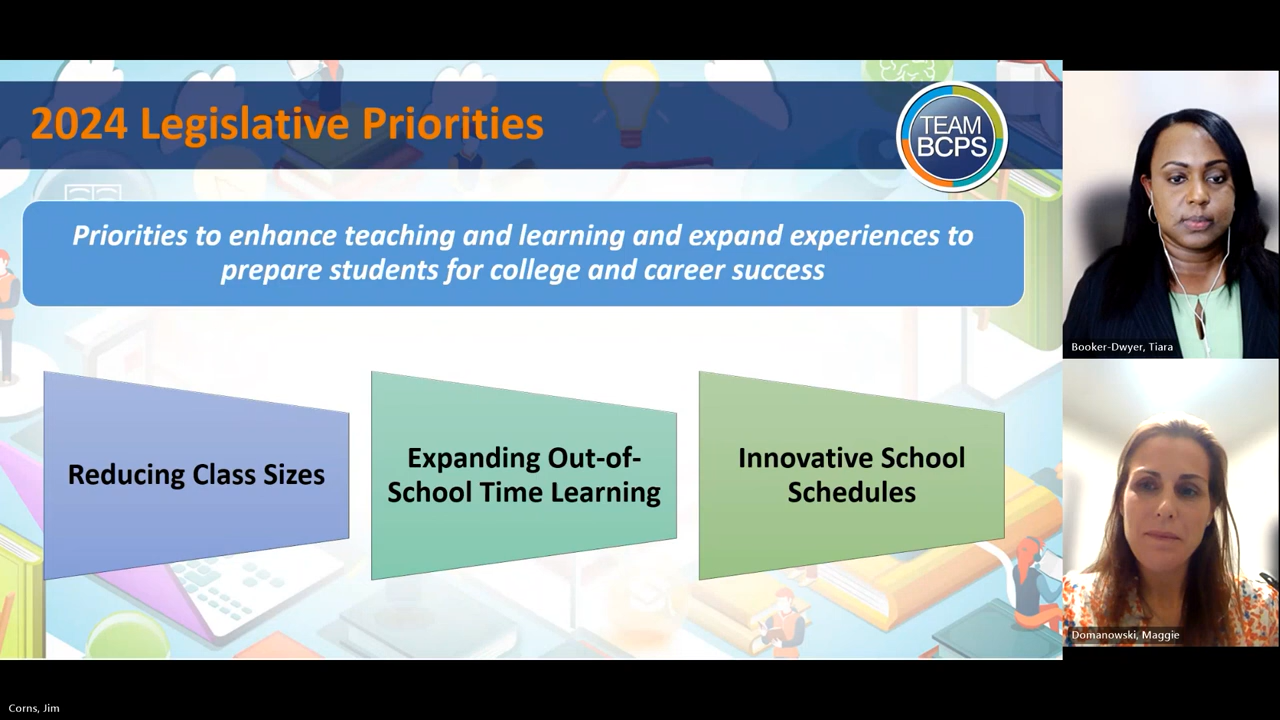 2024 Legislative Priorities
TEAM
BCPS
Priorities to enhance teaching and learning and expand experiences to
prepare students for college and career success
Reducing Class Sizes
Expanding Out-of-
School Time Learning
Innovative School
Schedules
Booker-Dwyer, Tiara
Domanowski, Maggie
Corns, Jim